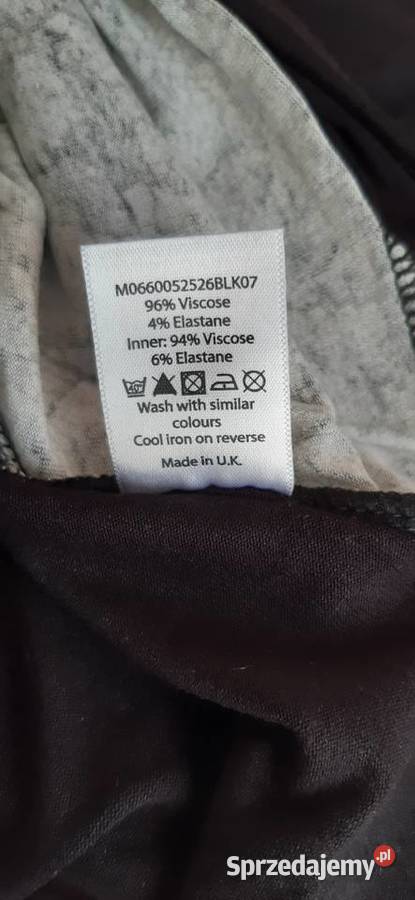 M0660052526BLK07
96% Viscose
4% Elastane
Inner: 94% Viscose
6% Elastane
40°
Wash with similar
colours
Cool iron on reverse
Made in U.K.
Sprzedajemy.pl